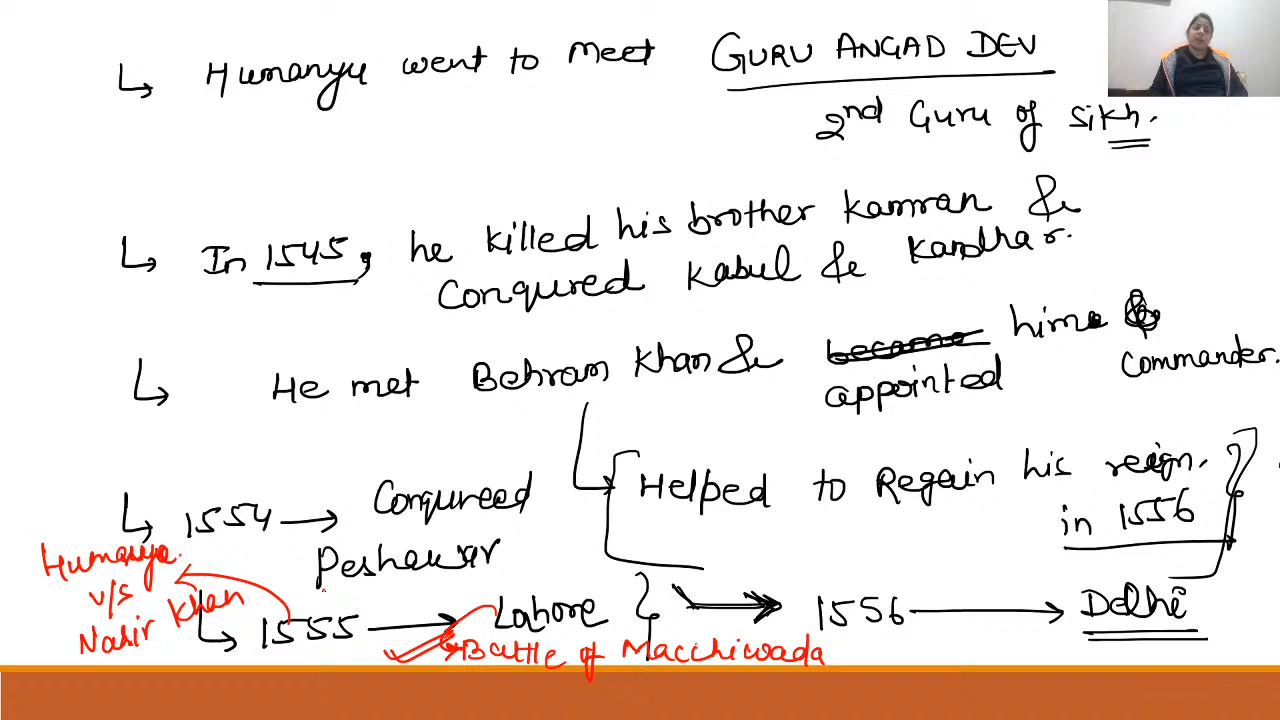 ↳ Humanyu went to meet GURU ANGAD DEV
2nd Guru of Sikh.
↳ In 1545, he killed his brother Kamran &
Conqured Kabul & Kandhar.
↳ He met Behram Khan & became him &
appointed commander.
Helped to Regain his reign.
in 1556
↳ 1554 → Conqureed
Peshawar
↳ 1555 → Lahore → 1556 → Delhi
Humanyu
v/s
Nasir Khan
Battle of Macchiwada